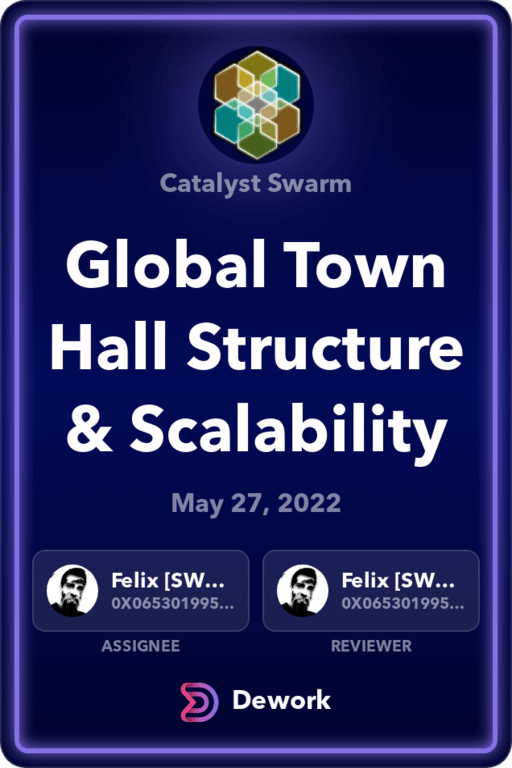 Catalyst Swarm
Global Town
Hall Structure
& Scalability
May 27, 2022
Felix [SW...
0X065301995...
ASSIGNEE
Felix [SW...
0X065301995...
REVIEWER
Dework